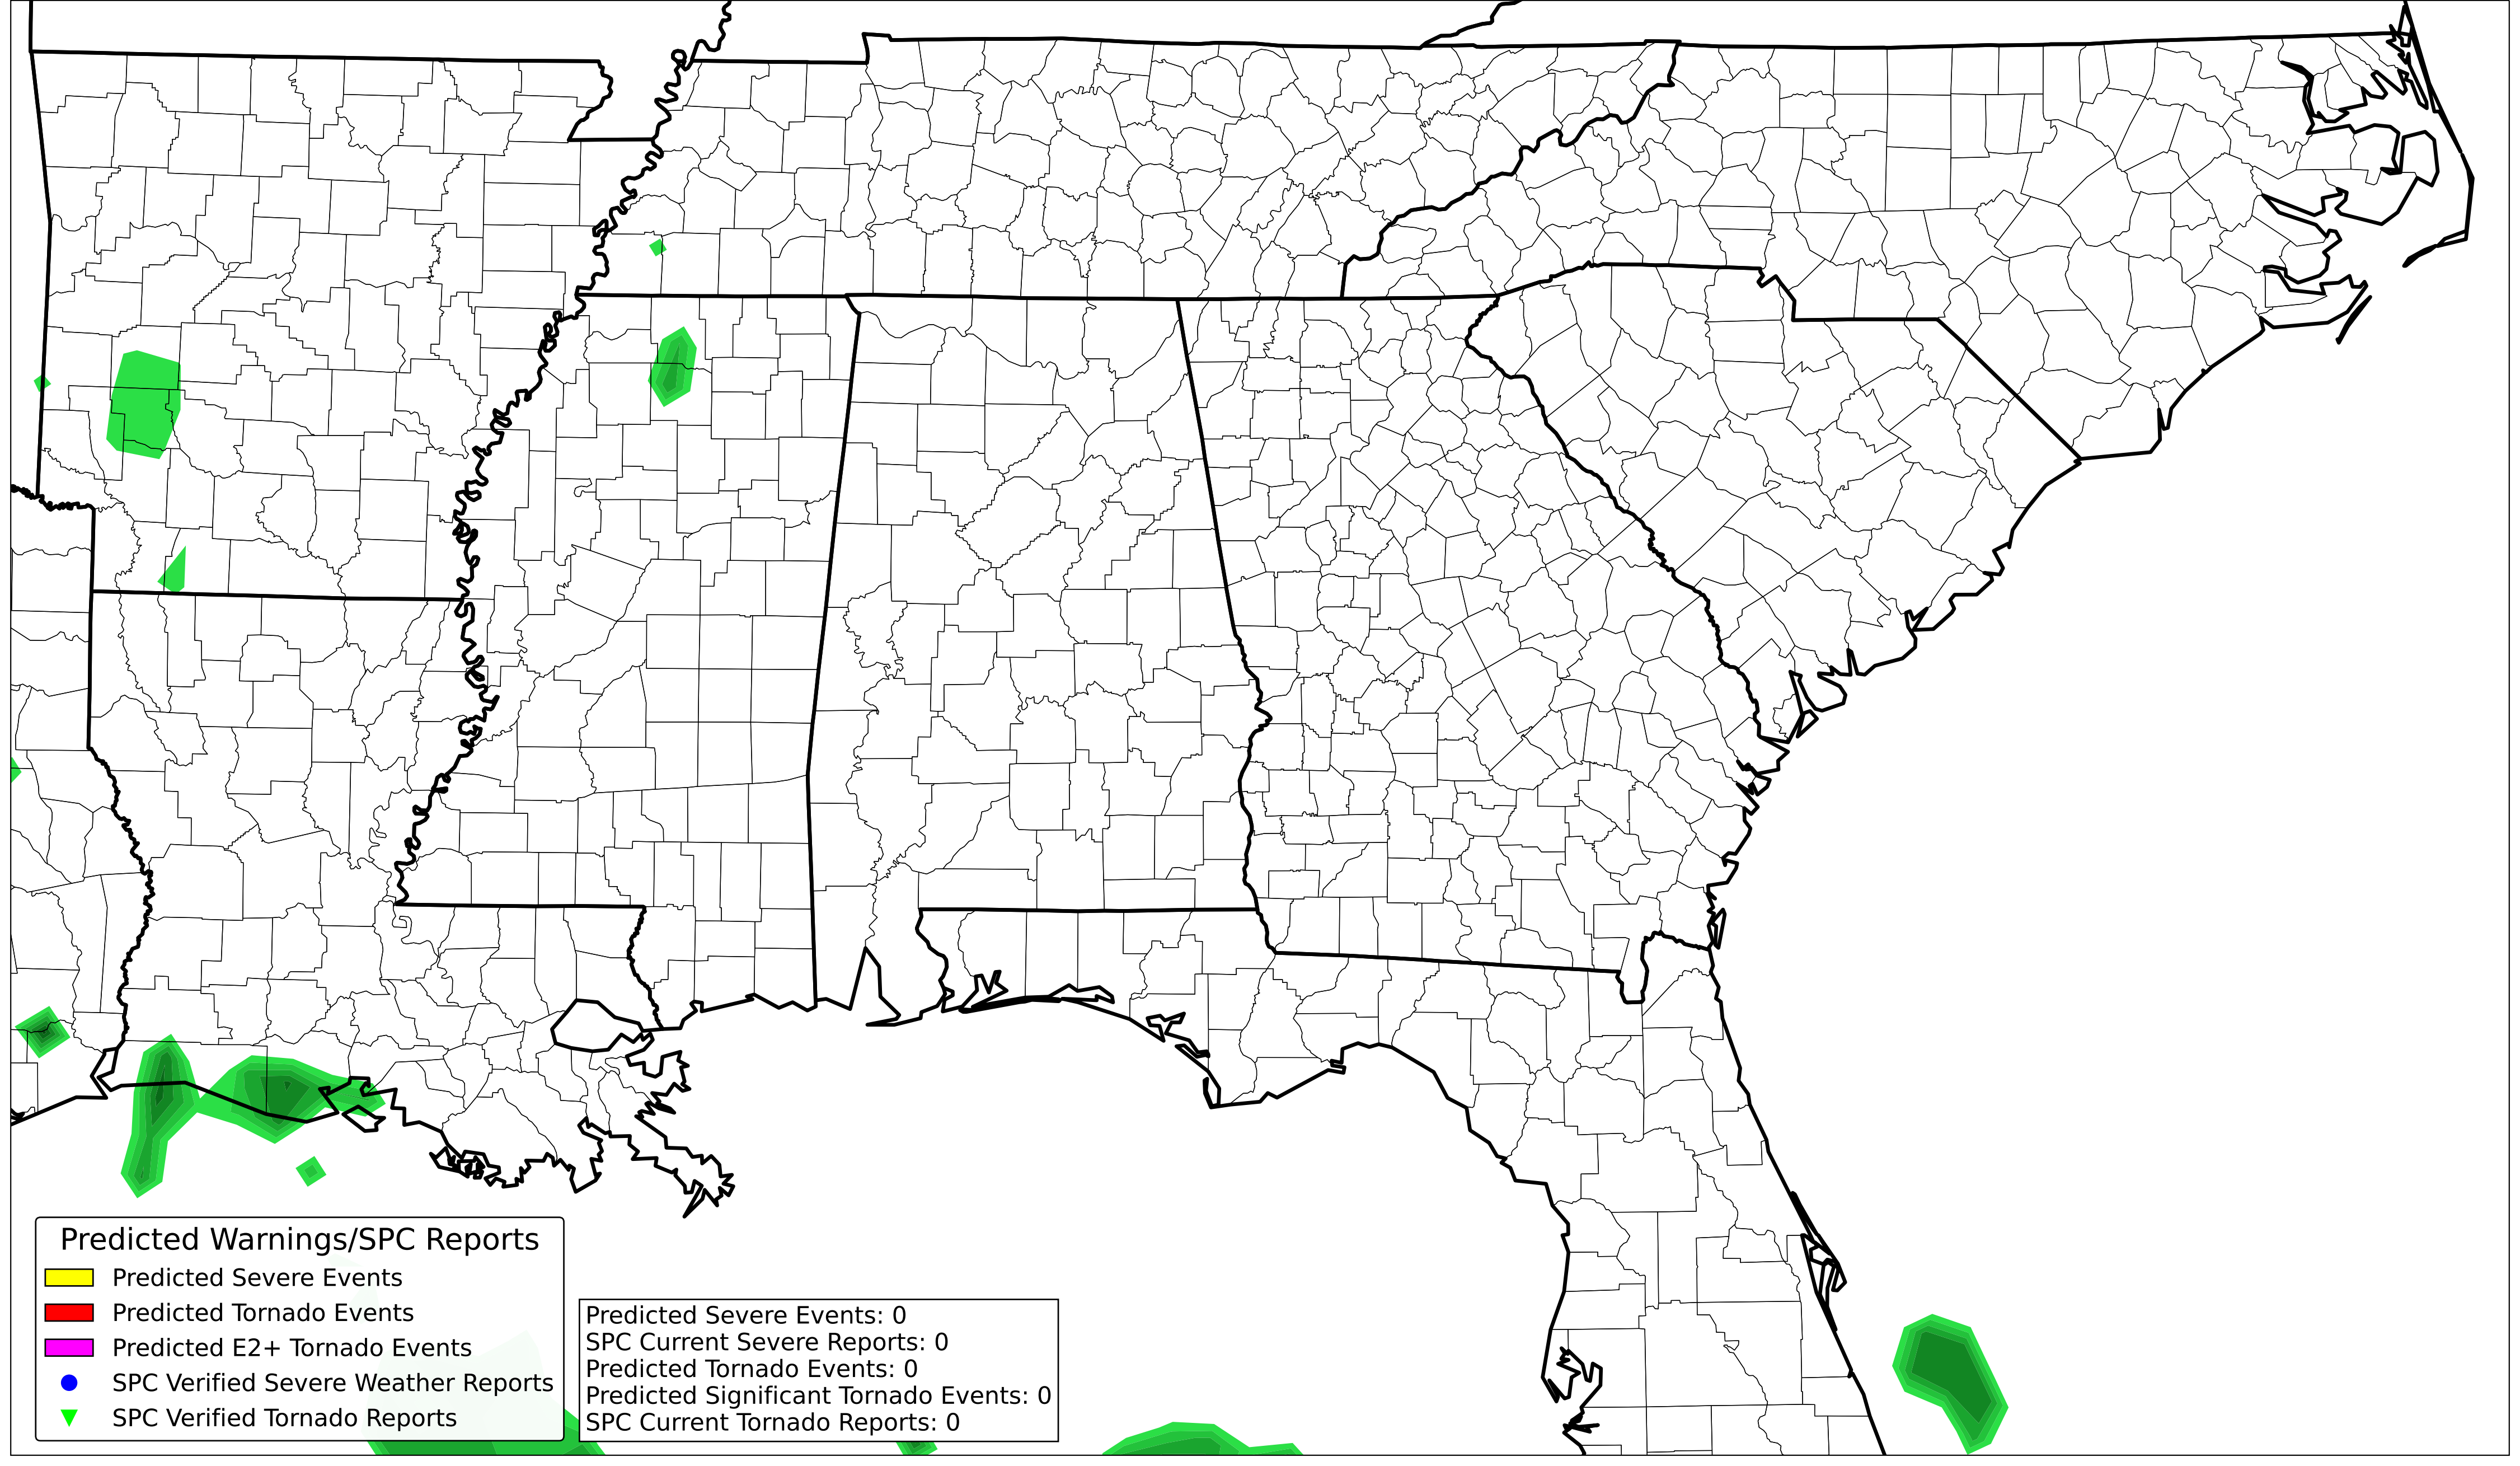 Predicted Warnings/SPC Reports
Predicted Severe Events
Predicted Tornado Events
Predicted E2+ Tornado Events
SPC Verified Severe Weather Reports
SPC Verified Tornado Reports
Predicted Severe Events: 0
SPC Current Severe Reports: 0
Predicted Tornado Events: 0
Predicted Significant Tornado Events: 0
SPC Current Tornado Reports: 0